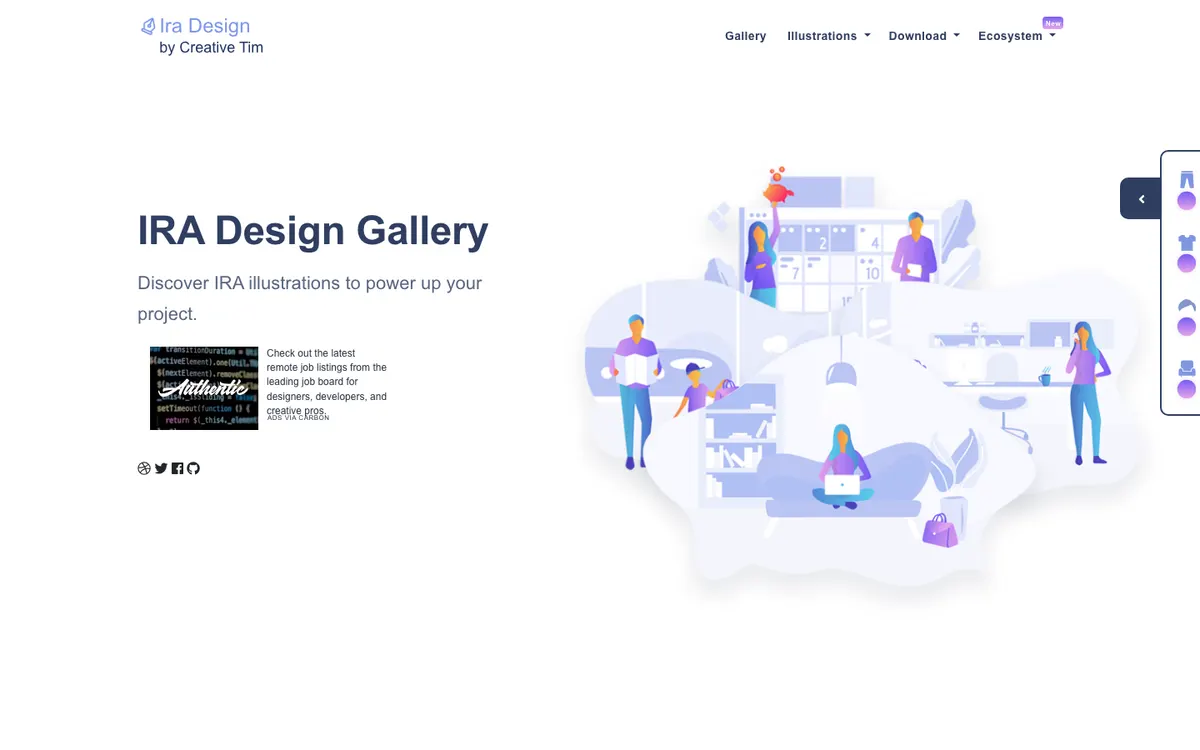 Ira Design
by Creative Tim
Gallery
Illustrations
Download
Ecosystem
New
IRA Design Gallery
Discover IRA illustrations to power up your
project.
Authentic
Check out the latest
remote job listings from the
leading job board for
designers, developers, and
creative pros.
ADS VIA CARBON
2
4
7
10